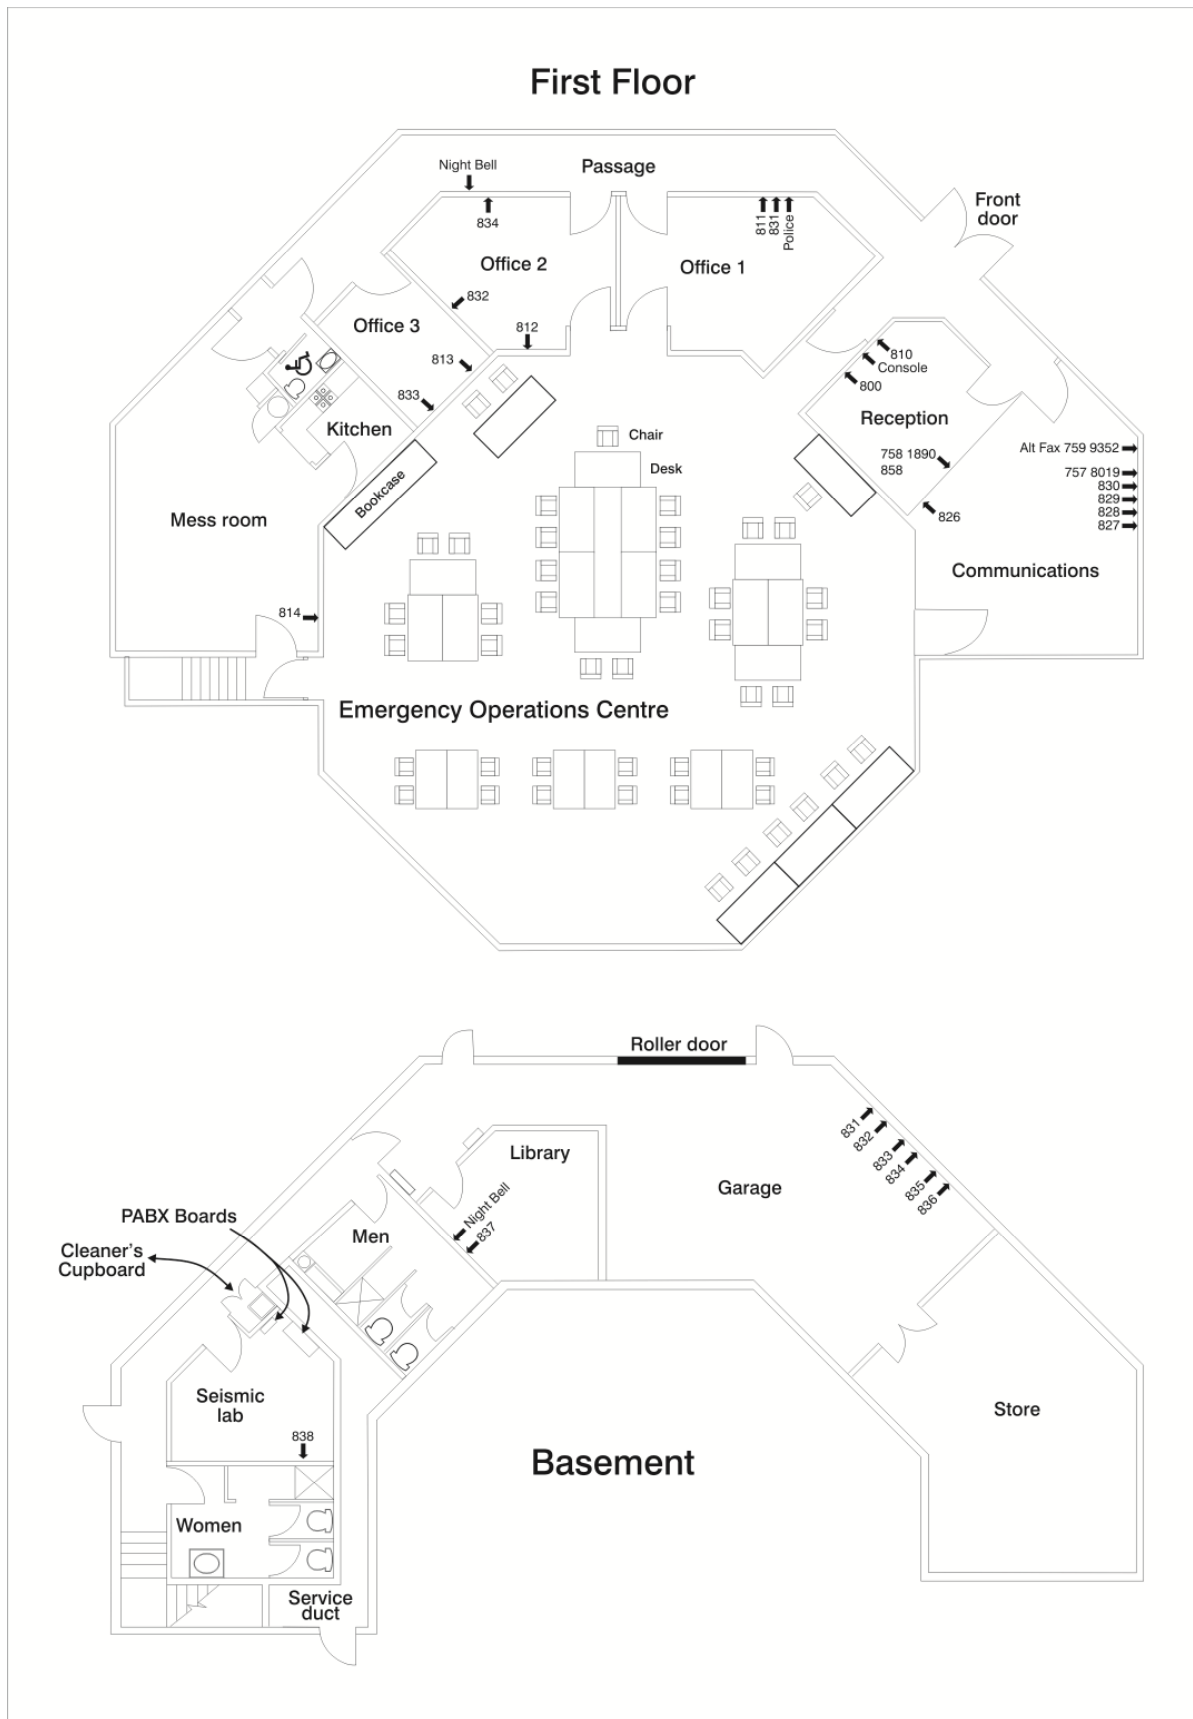 First Floor
Night Bell
Passage
834
811
831
Police
Front
door
Office 2
Office 1
832
Office 3
812
813
833
810
Console
800
Kitchen
Reception
Chair
Desk
Bookcase
758 1890
858
Alt Fax 759 9352
757 8019
830
829
828
827
826
Mess room
Communications
814
Emergency Operations Centre
Roller door
831
832
833
834
835
836
Library
Garage
Night Bell
837
PABX Boards
Men
Cleaner's
Cupboard
Seismic
lab
838
Store
Basement
Women
Service
duct